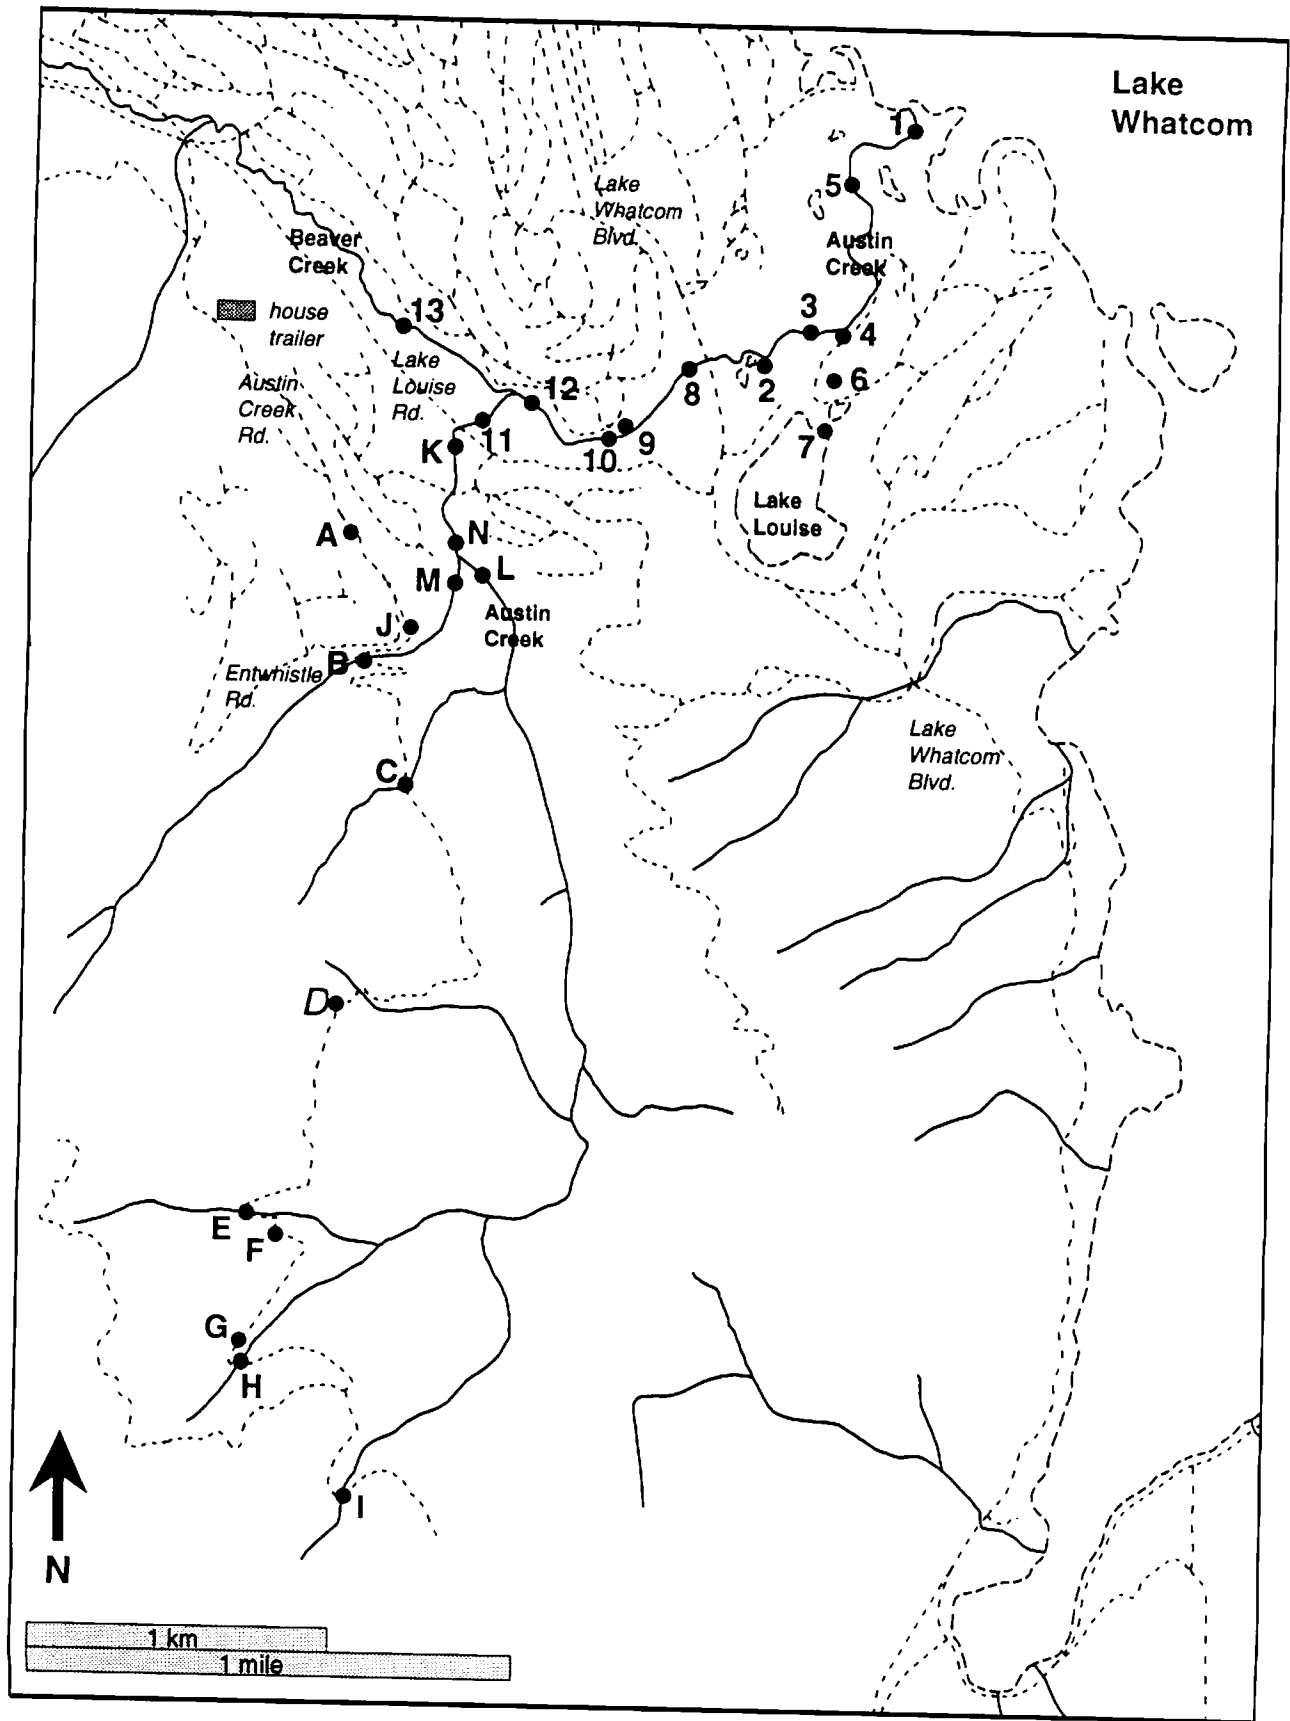 Lake
Whatcom
1
5
Lake
Whatcom
Blvd.
Austin
Creek
Beaver
Creek
house
trailer
13
3
4
Lake
Louise
Rd.
Austin
Creek
Rd.
12
8
2
6
11
K
10
9
7
Lake
Louise
A
N
M
L
Austin
Creek
J
B
Entwhistle
Rd.
Lake
Whatcom
Blvd.
C
D
E
F
G
H
I
N
1 km
1 mile